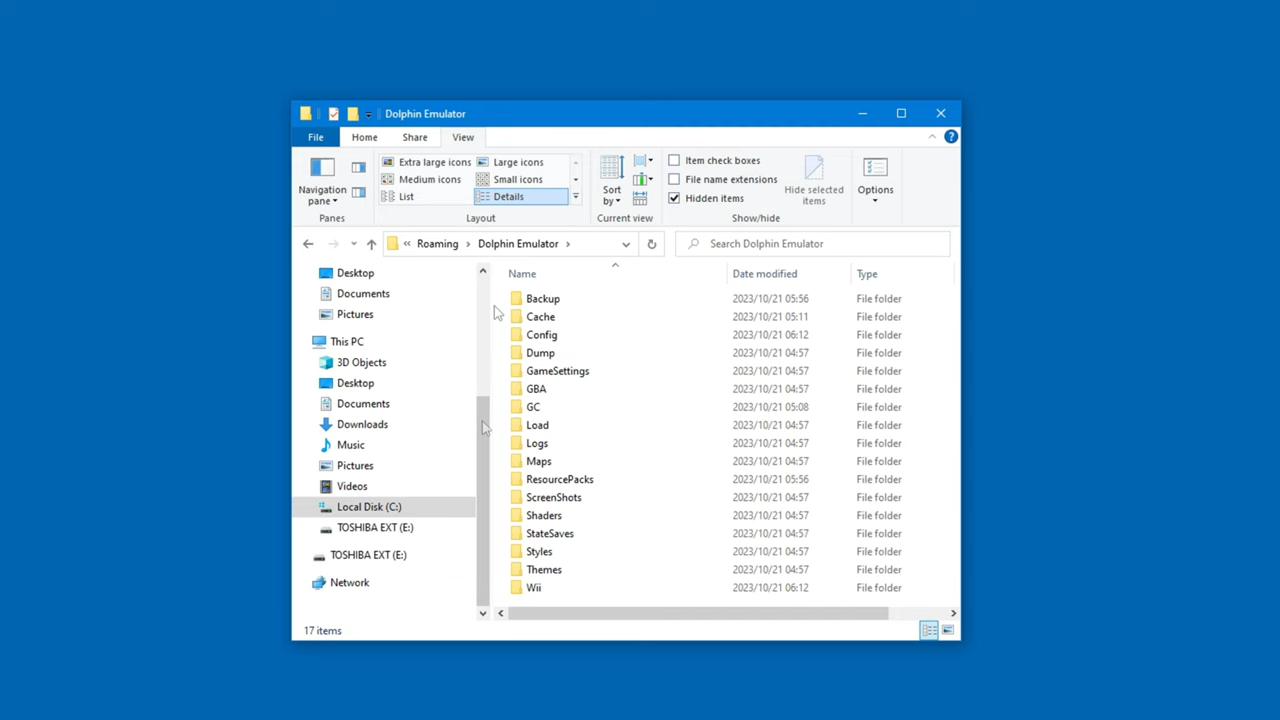 Dolphin Emulator
File Home Share View
Extra large icons Large icons
Medium icons Small icons
List Details
Navigation pane
Panes
Layout
Sort by
Current view
Item check boxes
File name extensions
Hidden items
Hide selected items
Show/hide
Options
« Roaming › Dolphin Emulator ›
Search Dolphin Emulator
Desktop
Documents
Pictures
This PC
3D Objects
Desktop
Documents
Downloads
Music
Pictures
Videos
Local Disk (C:)
TOSHIBA EXT (E:)
TOSHIBA EXT (E:)
Network
Name Date modified Type
Backup 2023/10/21 05:56 File folder
Cache 2023/10/21 05:11 File folder
Config 2023/10/21 06:12 File folder
Dump 2023/10/21 04:57 File folder
GameSettings 2023/10/21 04:57 File folder
GBA 2023/10/21 04:57 File folder
GC 2023/10/21 05:08 File folder
Load 2023/10/21 04:57 File folder
Logs 2023/10/21 04:57 File folder
Maps 2023/10/21 04:57 File folder
ResourcePacks 2023/10/21 05:56 File folder
ScreenShots 2023/10/21 04:57 File folder
Shaders 2023/10/21 04:57 File folder
StateSaves 2023/10/21 04:57 File folder
Styles 2023/10/21 04:57 File folder
Themes 2023/10/21 04:57 File folder
Wii 2023/10/21 06:12 File folder
17 items